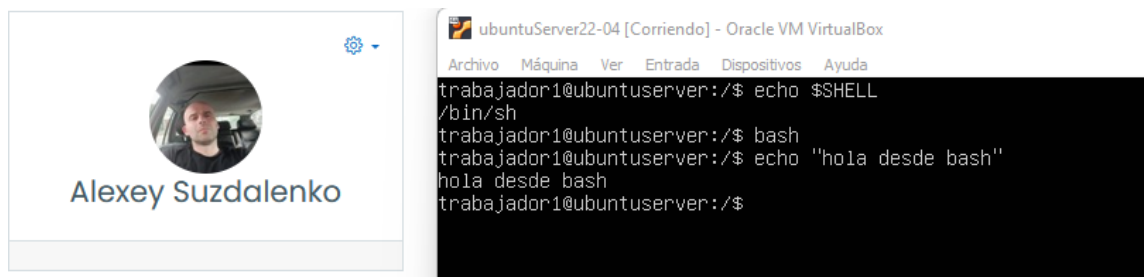 Alexey Suzdalenko
ubuntuServer22-04 [Corriendo] - Oracle VM VirtualBox
Archivo Máquina Ver Entrada Dispositivos Ayuda
trabajador1@ubuntuserver:/$ echo $SHELL
/bin/sh
trabajador1@ubuntuserver:/$ bash
trabajador1@ubuntuserver:/$ echo "hola desde bash"
hola desde bash
trabajador1@ubuntuserver:/$